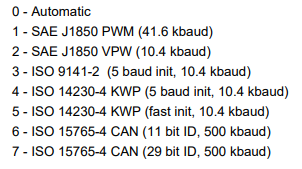 0 - Automatic
1 - SAE J1850 PWM (41.6 kbaud)
2 - SAE J1850 VPW (10.4 kbaud)
3 - ISO 9141-2  (5 baud init, 10.4 kbaud)
4 - ISO 14230-4 KWP (5 baud init, 10.4 kbaud)
5 - ISO 14230-4 KWP (fast init, 10.4 kbaud)
6 - ISO 15765-4 CAN (11 bit ID, 500 kbaud)
7 - ISO 15765-4 CAN (29 bit ID, 500 kbaud)